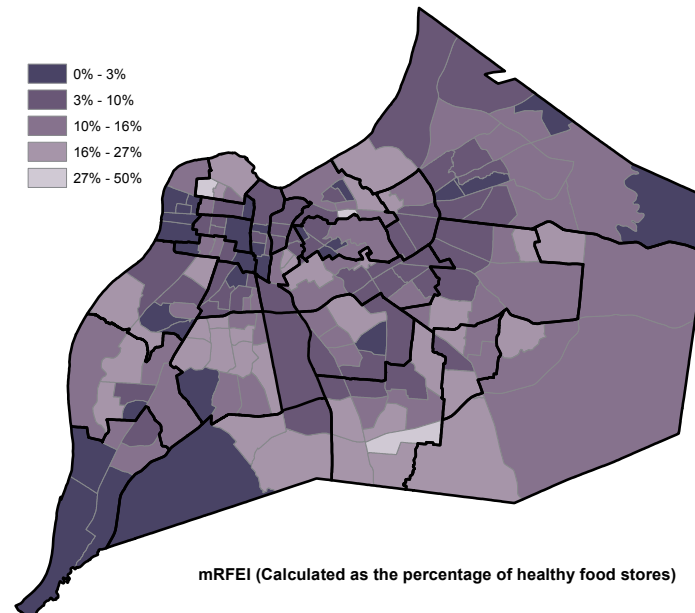 0% - 3%
3% - 10%
10% - 16%
16% - 27%
27% - 50%
mRFEI (Calculated as the percentage of healthy food stores)